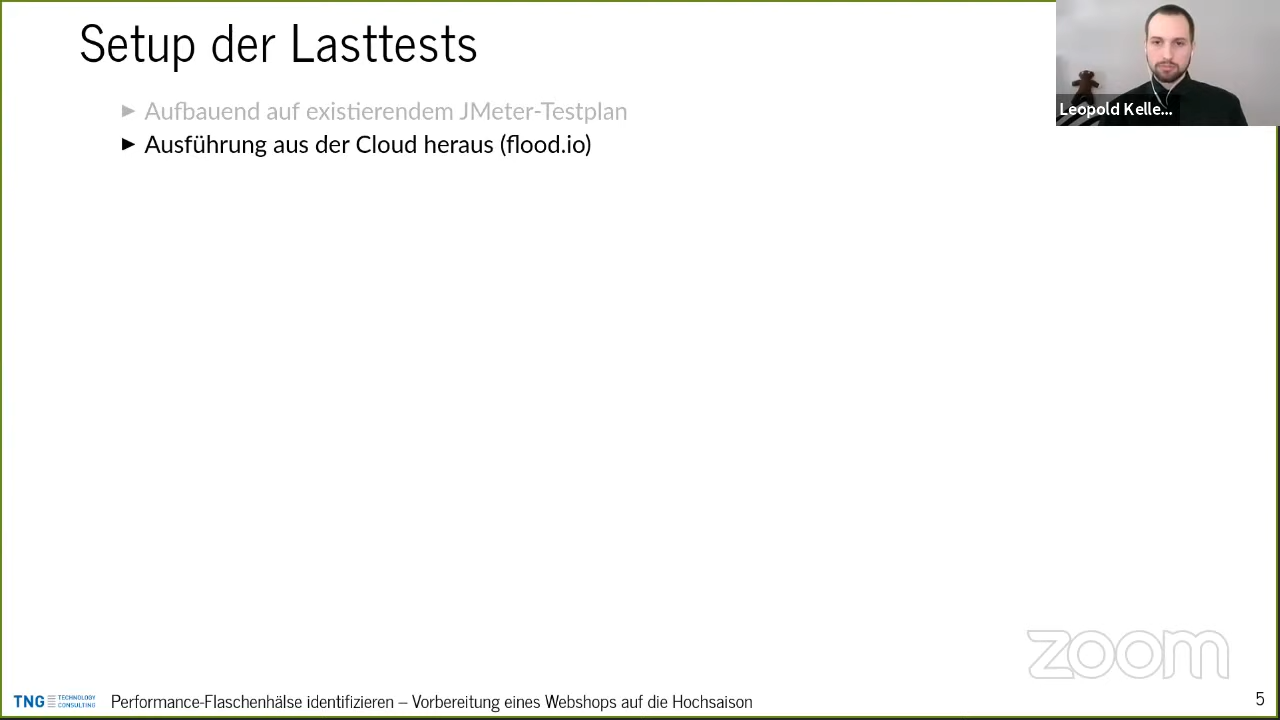 Setup der Lasttests
Leopold Kelle...
► Aufbauend auf existierendem JMeter-Testplan
► Ausführung aus der Cloud heraus (flood.io)
zoom
TNG TECHNOLOGY CONSULTING
Performance-Flaschenhälse identifizieren – Vorbereitung eines Webshops auf die Hochsaison
5